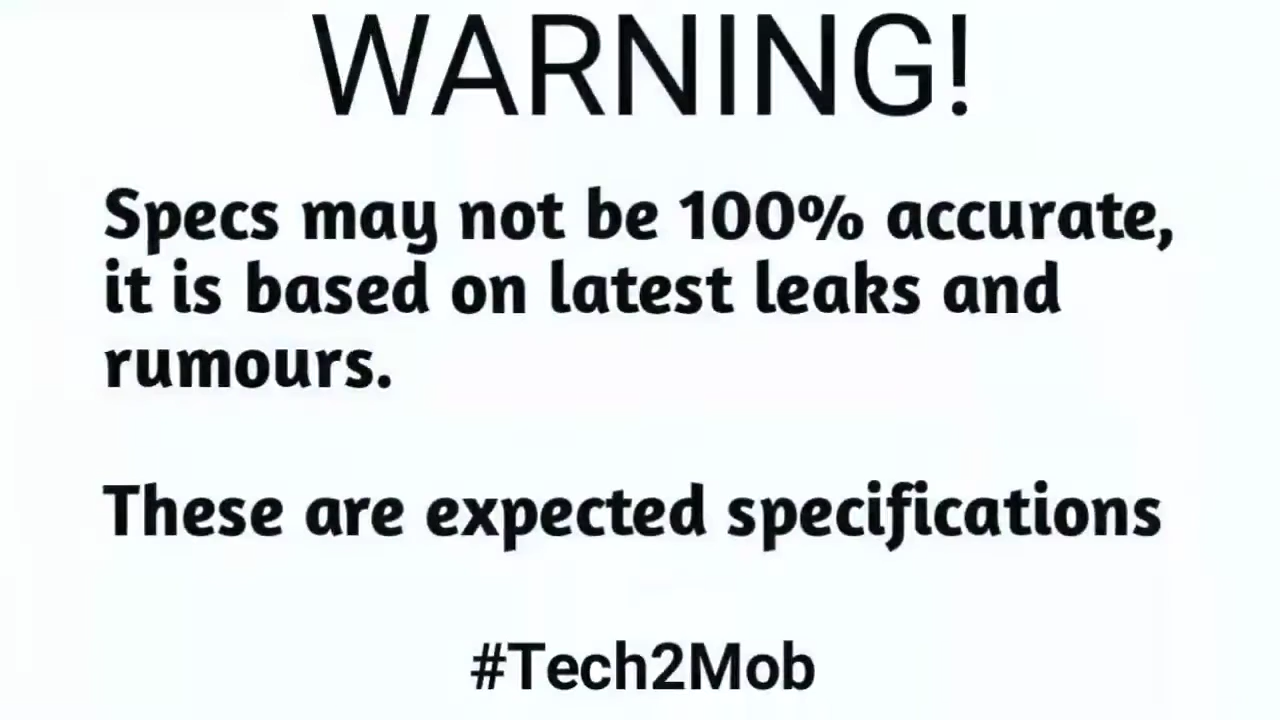 WARNING!
Specs may not be 100% accurate,
it is based on latest leaks and
rumours.
These are expected specifications
#Tech2Mob